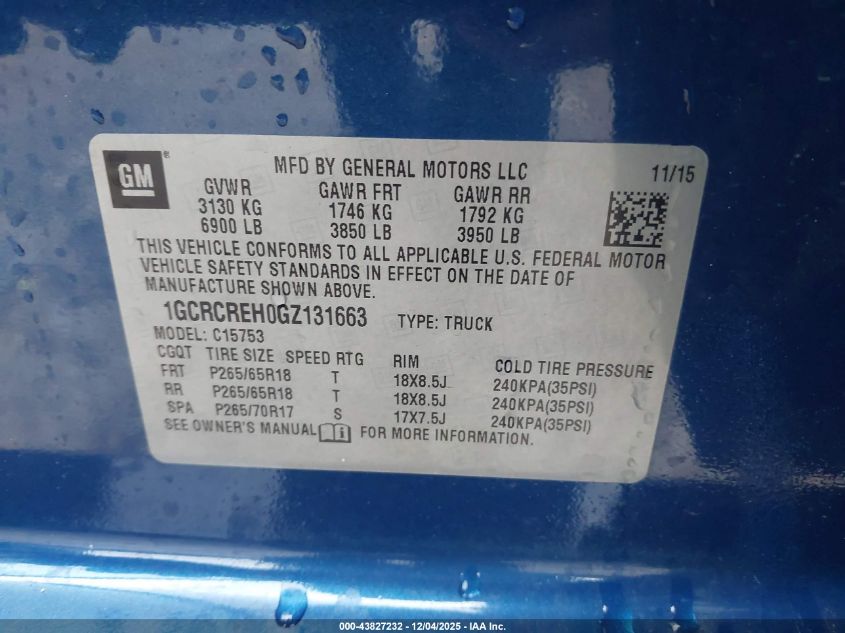 GM ®
MFD BY GENERAL MOTORS LLC 11/15
GVWR GAWR FRT GAWR RR
3130 KG 1746 KG 1792 KG
6900 LB 3850 LB 3950 LB
THIS VEHICLE CONFORMS TO ALL APPLICABLE U.S. FEDERAL MOTOR
VEHICLE SAFETY STANDARDS IN EFFECT ON THE DATE OF
MANUFACTURE SHOWN ABOVE.
1GCRCREH0GZ131663 TYPE: TRUCK
MODEL: C15753
CGQT TIRE SIZE SPEED RTG RIM COLD TIRE PRESSURE
FRT P265/65R18 T 18X8.5J 240KPA(35PSI)
RR P265/65R18 T 18X8.5J 240KPA(35PSI)
SPA P265/70R17 S 17X7.5J 240KPA(35PSI)
SEE OWNER'S MANUAL FOR MORE INFORMATION.
000-43827232 - 12/04/2025 - IAA Inc.